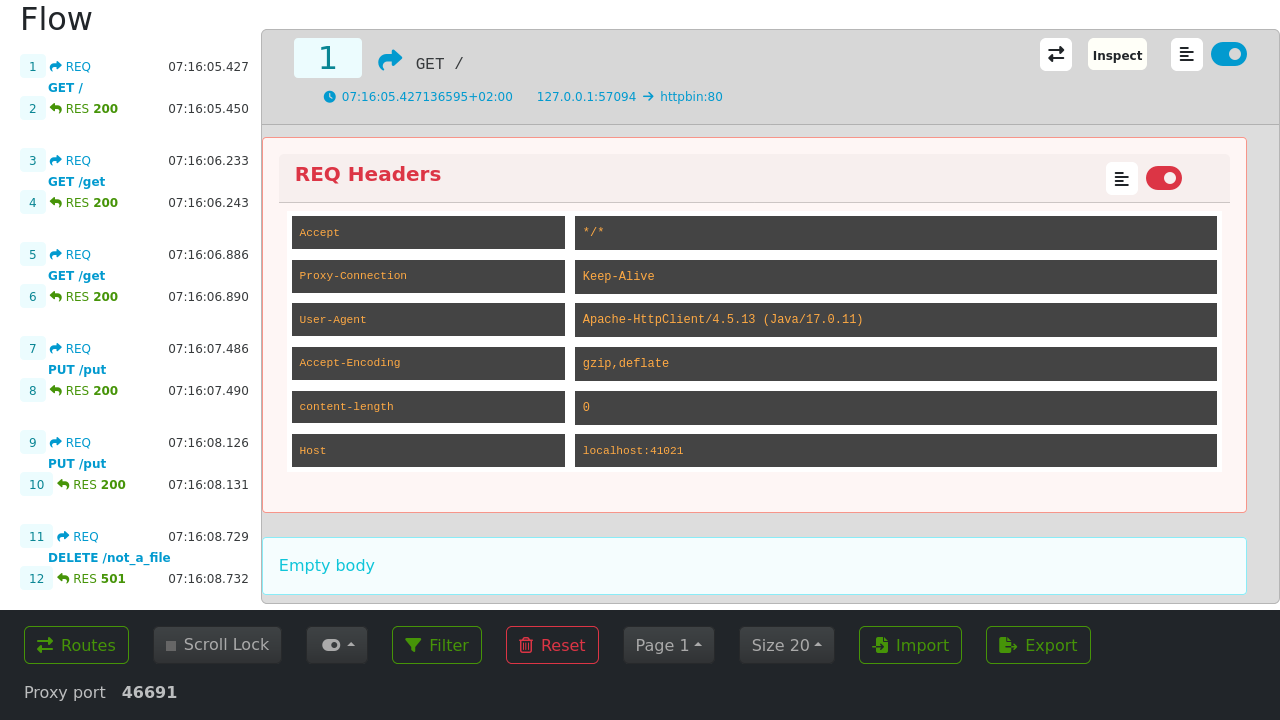 Flow
1 REQ 07:16:05.427
GET /
2 RES 200 07:16:05.450
3 REQ 07:16:06.233
GET /get
4 RES 200 07:16:06.243
5 REQ 07:16:06.886
GET /get
6 RES 200 07:16:06.890
7 REQ 07:16:07.486
PUT /put
8 RES 200 07:16:07.490
9 REQ 07:16:08.126
PUT /put
10 RES 200 07:16:08.131
11 REQ 07:16:08.729
DELETE /not_a_file
12 RES 501 07:16:08.732
1 GET / Inspect
07:16:05.427136595+02:00 127.0.0.1:57094 → httpbin:80
REQ Headers
Accept */*
Proxy-Connection Keep-Alive
User-Agent Apache-HttpClient/4.5.13 (Java/17.0.11)
Accept-Encoding gzip,deflate
content-length 0
Host localhost:41021
Empty body
Routes Scroll Lock Filter Reset Page 1 Size 20 Import Export
Proxy port 46691